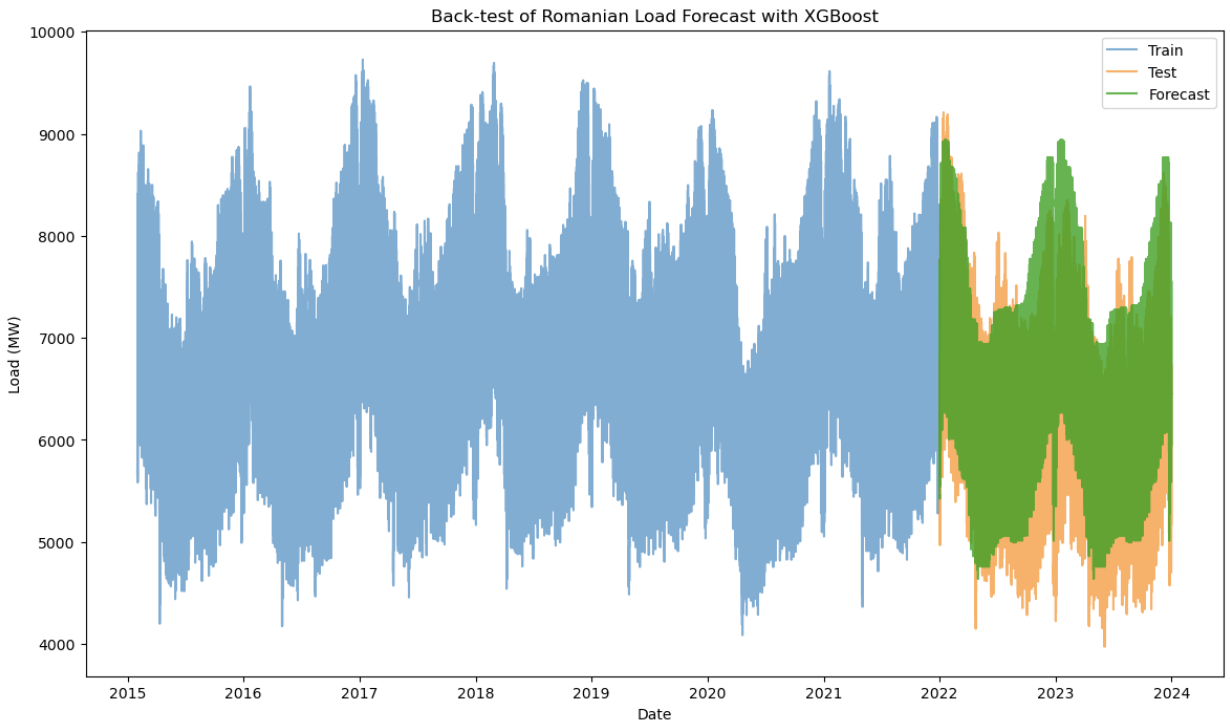 Back-test of Romanian Load Forecast with XGBoost
10000
9000
8000
7000
6000
5000
4000
Load (MW)
Train
Test
Forecast
2015 2016 2017 2018 2019 2020 2021 2022 2023 2024
Date